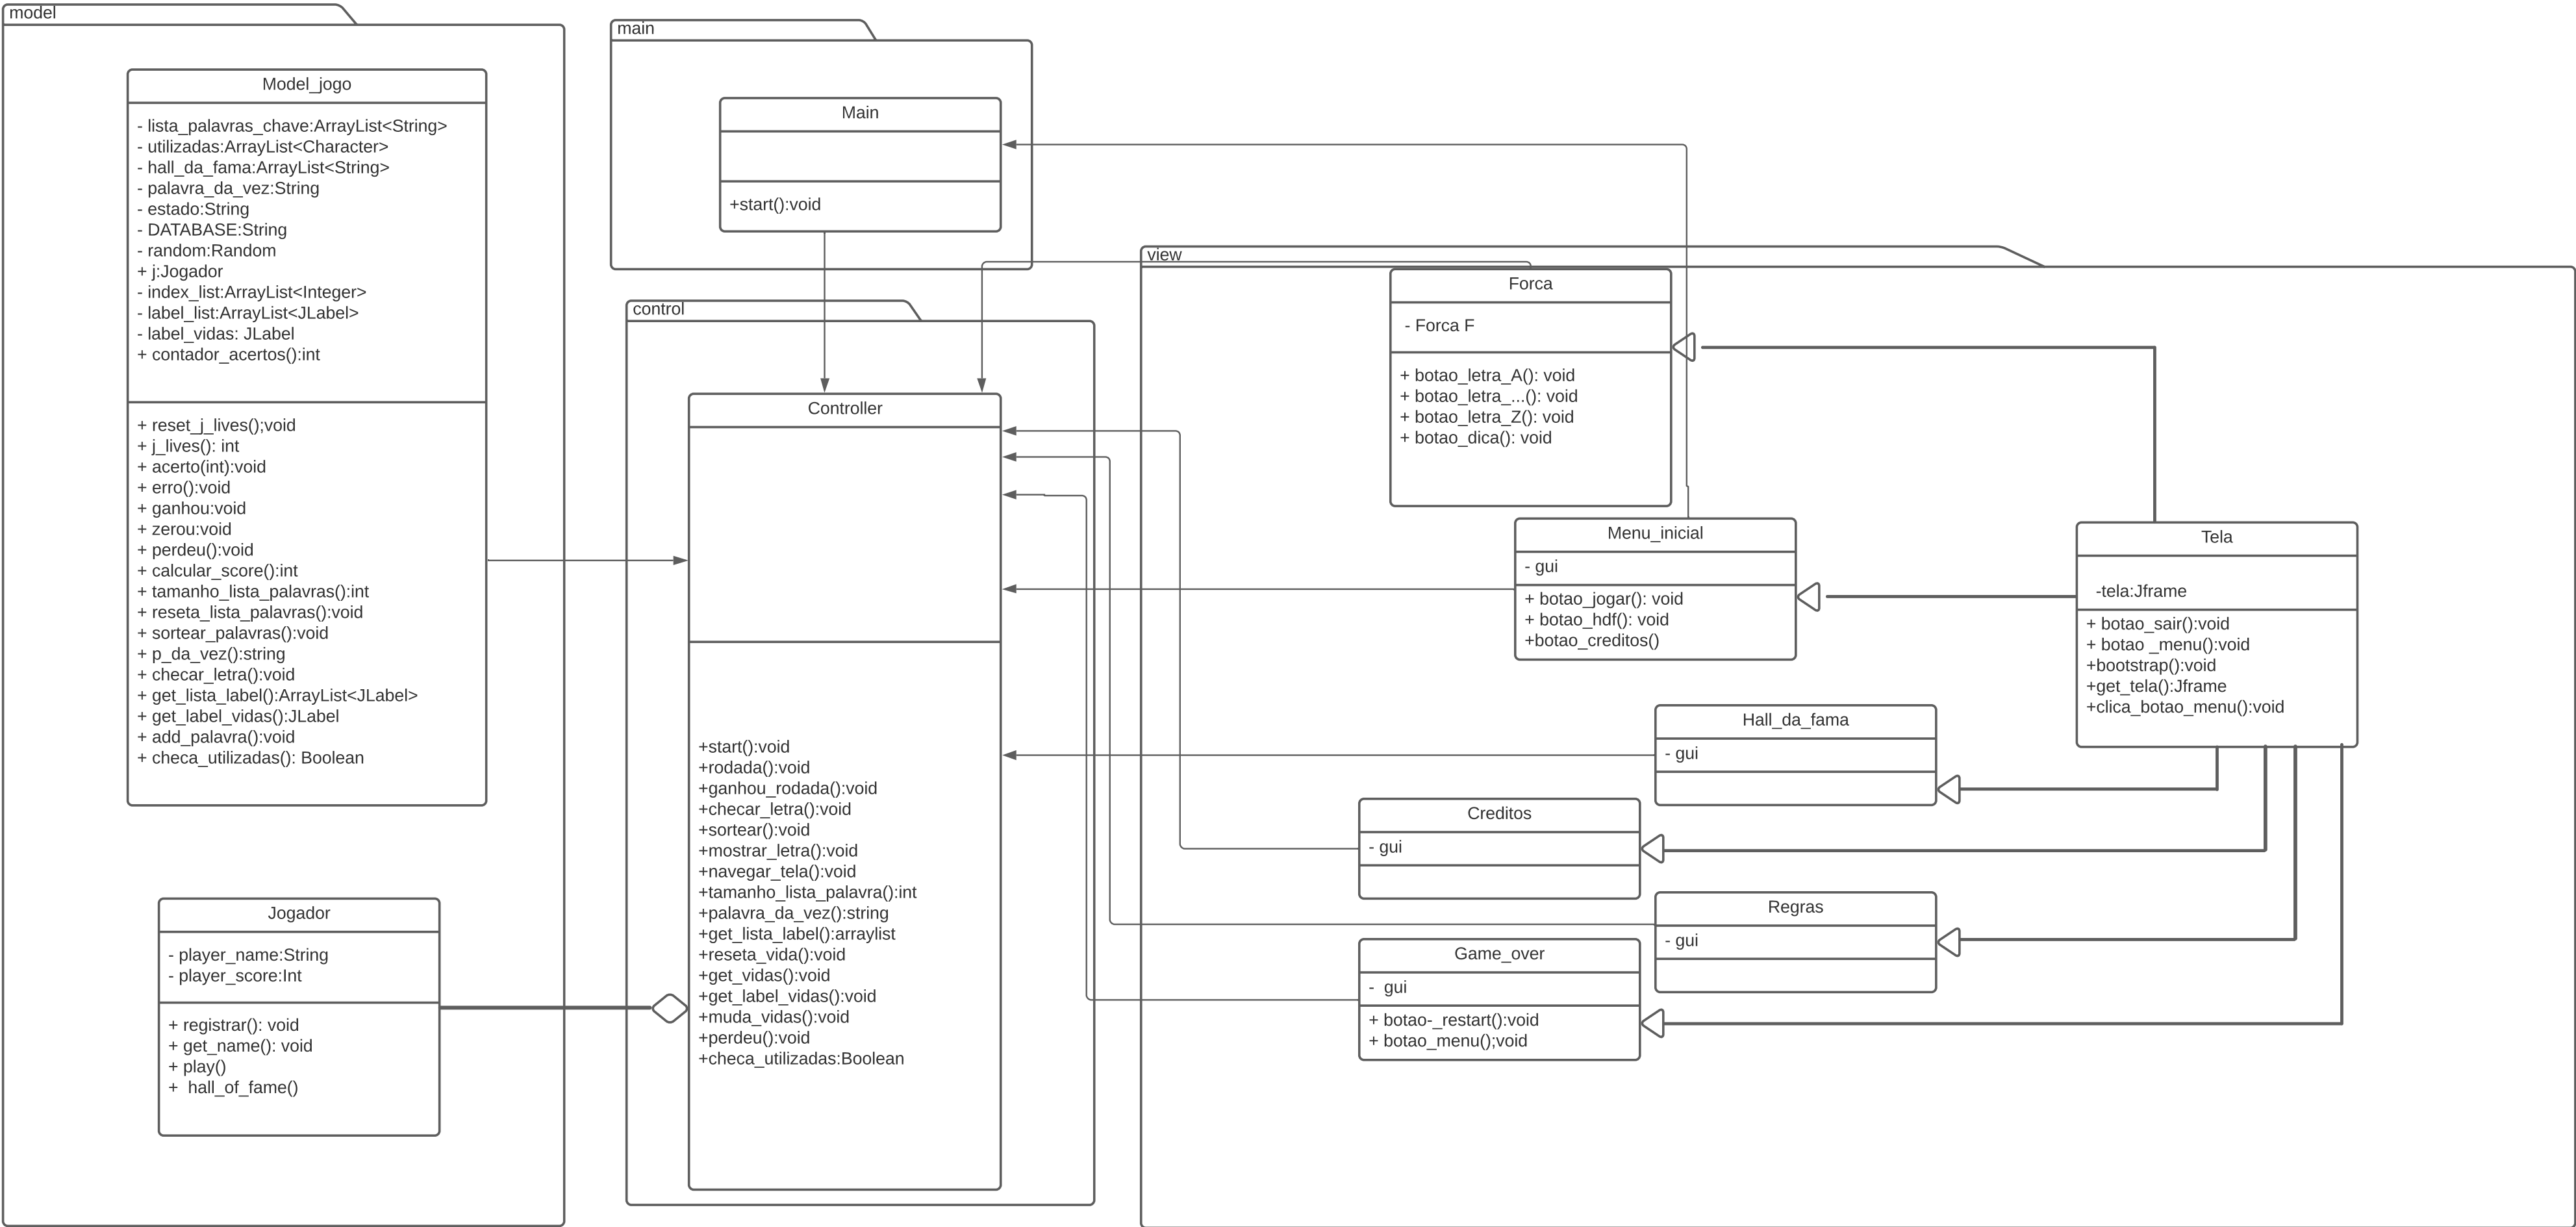 model
Model_jogo
- lista_palavras_chave:ArrayList<String>
- utilizadas:ArrayList<Character>
- hall_da_fama:ArrayList<String>
- palavra_da_vez:String
- estado:String
- DATABASE:String
- random:Random
+ j:Jogador
- index_list:ArrayList<Integer>
- label_list:ArrayList<JLabel>
- label_vidas: JLabel
+ contador_acertos():int
+ reset_j_lives();void
+ j_lives(): int
+ acerto(int):void
+ erro():void
+ ganhou:void
+ zerou:void
+ perdeu():void
+ calcular_score():int
+ tamanho_lista_palavras():int
+ reseta_lista_palavras():void
+ sortear_palavras():void
+ p_da_vez():string
+ checar_letra():void
+ get_lista_label():ArrayList<JLabel>
+ get_label_vidas():JLabel
+ add_palavra():void
+ checa_utilizadas(): Boolean
Jogador
- player_name:String
- player_score:Int
+ registrar(): void
+ get_name(): void
+ play()
+  hall_of_fame()
main
Main
+start():void
control
Controller
+start():void
+rodada():void
+ganhou_rodada():void
+checar_letra():void
+sortear():void
+mostrar_letra():void
+navegar_tela():void
+tamanho_lista_palavra():int
+palavra_da_vez():string
+get_lista_label():arraylist
+reseta_vida():void
+get_vidas():void
+get_label_vidas():void
+muda_vidas():void
+perdeu():void
+checa_utilizadas:Boolean
view
Forca
- Forca F
+ botao_letra_A(): void
+ botao_letra_...(): void
+ botao_letra_Z(): void
+ botao_dica(): void
Menu_inicial
- gui
+ botao_jogar(): void
+ botao_hdf(): void
+botao_creditos()
Tela
-tela:Jframe
+ botao_sair():void
+ botao _menu():void
+bootstrap():void
+get_tela():Jframe
+clica_botao_menu():void
Hall_da_fama
- gui
Creditos
- gui
Regras
- gui
Game_over
-  gui
+ botao-_restart():void
+ botao_menu();void